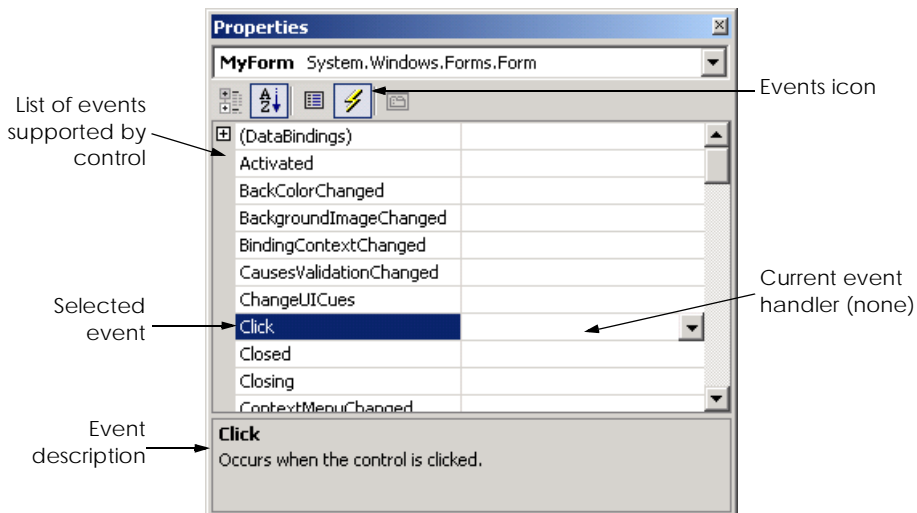 Properties
MyForm System.Windows.Forms.Form
Events icon
List of events
supported by
control
(DataBindings)
Activated
BackColorChanged
BackgroundImageChanged
BindingContextChanged
CausesValidationChanged
ChangeUICues
Current event
handler (none)
Selected
event
Click
Closed
Closing
ContextMenuChanged
Event
description
Click
Occurs when the control is clicked.